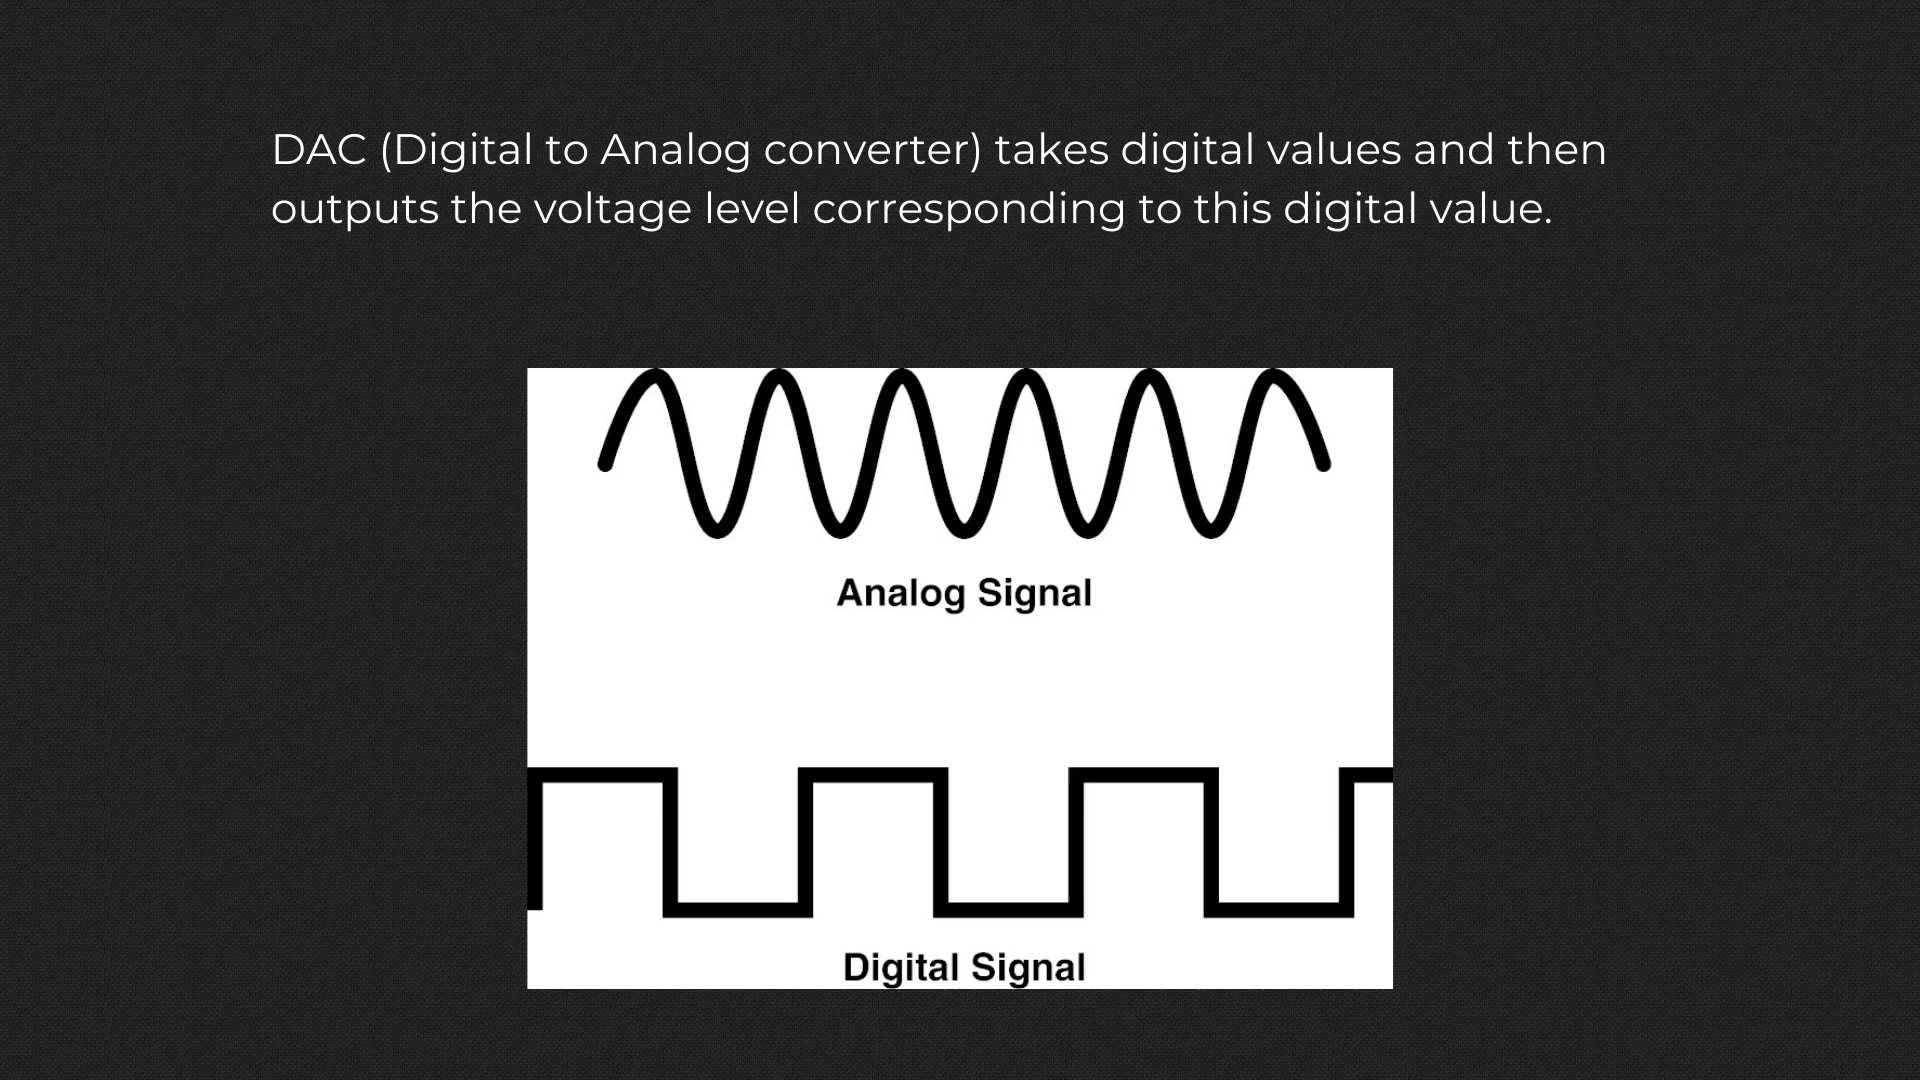 DAC (Digital to Analog converter) takes digital values and then
outputs the voltage level corresponding to this digital value.
Analog Signal
Digital Signal